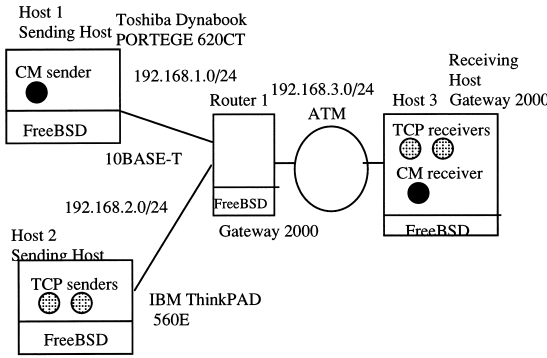 Host 1
Sending Host
Toshiba Dynabook
PORTEGE 620CT
CM sender
FreeBSD
192.168.1.0/24
10BASE-T
192.168.2.0/24
Host 2
Sending Host
TCP senders
FreeBSD
IBM ThinkPAD
560E
Router 1
FreeBSD
Gateway 2000
192.168.3.0/24
ATM
Receiving
Host
Gateway 2000
Host 3
TCP receivers
CM receiver
FreeBSD